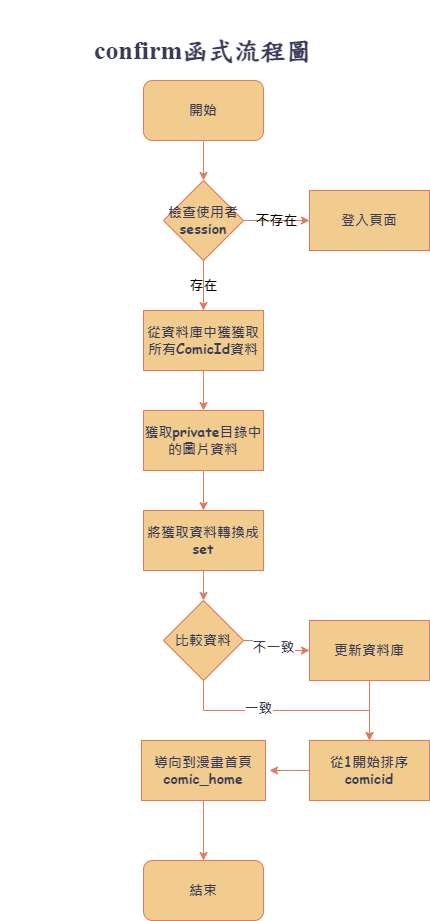 confirm函式流程圖
開始
檢查使用者
session
不存在
登入頁面
存在
從資料庫中獲獲取
所有ComicId資料
獲取private目錄中
的圖片資料
將獲取資料轉換成
set
比較資料
不一致
更新資料庫
一致
導向到漫畫首頁
comic_home
從1開始排序
comicid
結束